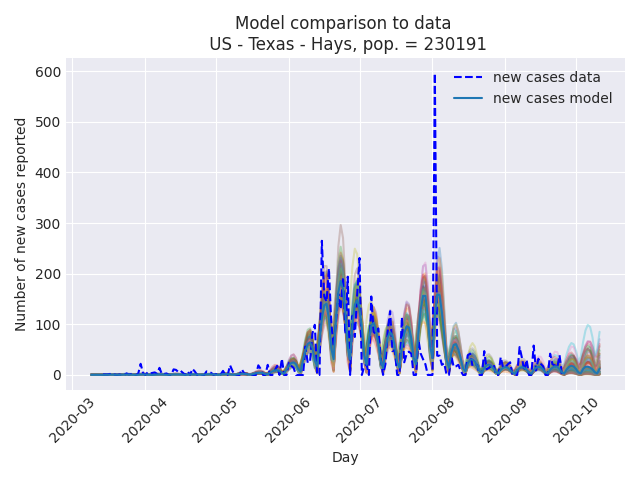 Model comparison to data
US - Texas - Hays, pop. = 230191
new cases data
new cases model
Number of new cases reported
600
500
400
300
200
100
0
2020-03
2020-04
2020-05
2020-06
2020-07
2020-08
2020-09
2020-10
Day